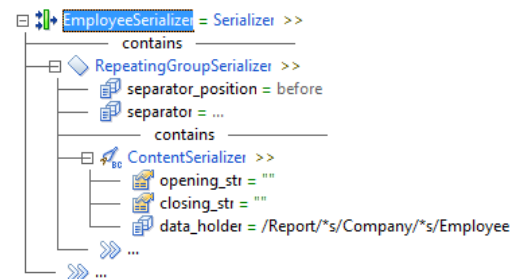 EmployeeSerializer = Serializer >>
contains
RepeatingGroupSerializer >>
separator_position = before
separator = ...
contains
ContentSerializer >>
opening_str = ""
closing_str = ""
data_holder = /Report/*s/Company/*s/Employee
...
...